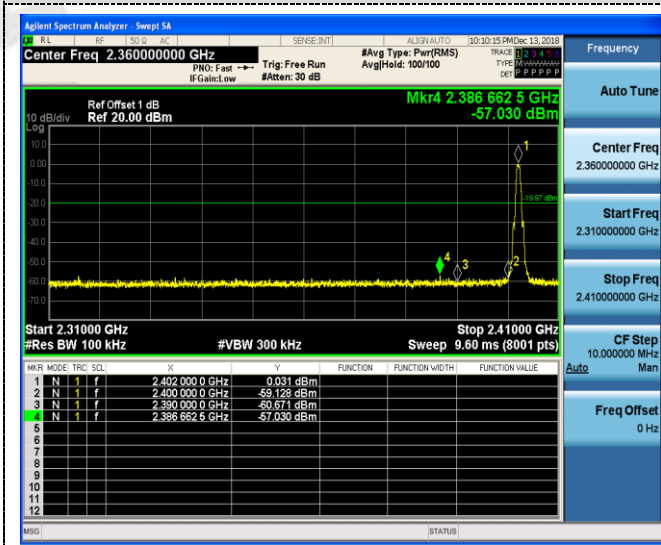 Agilent Spectrum Analyzer - Swept SA
RL RF 50 Ω AC SENSE:INT ALIGN AUTO 10:10:15 PM Dec 13, 2018
Center Freq 2.360000000 GHz
#Avg Type: Pwr(RMS)
TRACE 1 2 3 4 5 6
PNO: Fast
Trig: Free Run
Avg|Hold: 100/100
TYPE
IFGain:Low
#Atten: 30 dB
DET P P P P P P
Mkr4 2.386 662 5 GHz
-57.030 dBm
Ref Offset 1 dB
10 dB/div
Ref 20.00 dBm
Log
10.0
0.00
-10.0
-20.0
-30.0
-40.0
-50.0
-60.0
-70.0
1
-19.97 dBm
4
3
2
Start 2.31000 GHz
Stop 2.41000 GHz
#Res BW 100 kHz
#VBW 300 kHz
Sweep 9.60 ms (8001 pts)
MKR MODE TRC SCL X Y FUNCTION FUNCTION WIDTH FUNCTION VALUE
1 N 1 f 2.402 000 0 GHz 0.031 dBm
2 N 1 f 2.400 000 0 GHz -59.128 dBm
3 N 1 f 2.390 000 0 GHz -60.671 dBm
4 N 1 f 2.386 662 5 GHz -57.030 dBm
5
6
7
8
9
10
11
12
MSG
STATUS
Frequency
Auto Tune
Center Freq
2.360000000 GHz
Start Freq
2.310000000 GHz
Stop Freq
2.410000000 GHz
CF Step
10.000000 MHz
Auto Man
Freq Offset
0 Hz